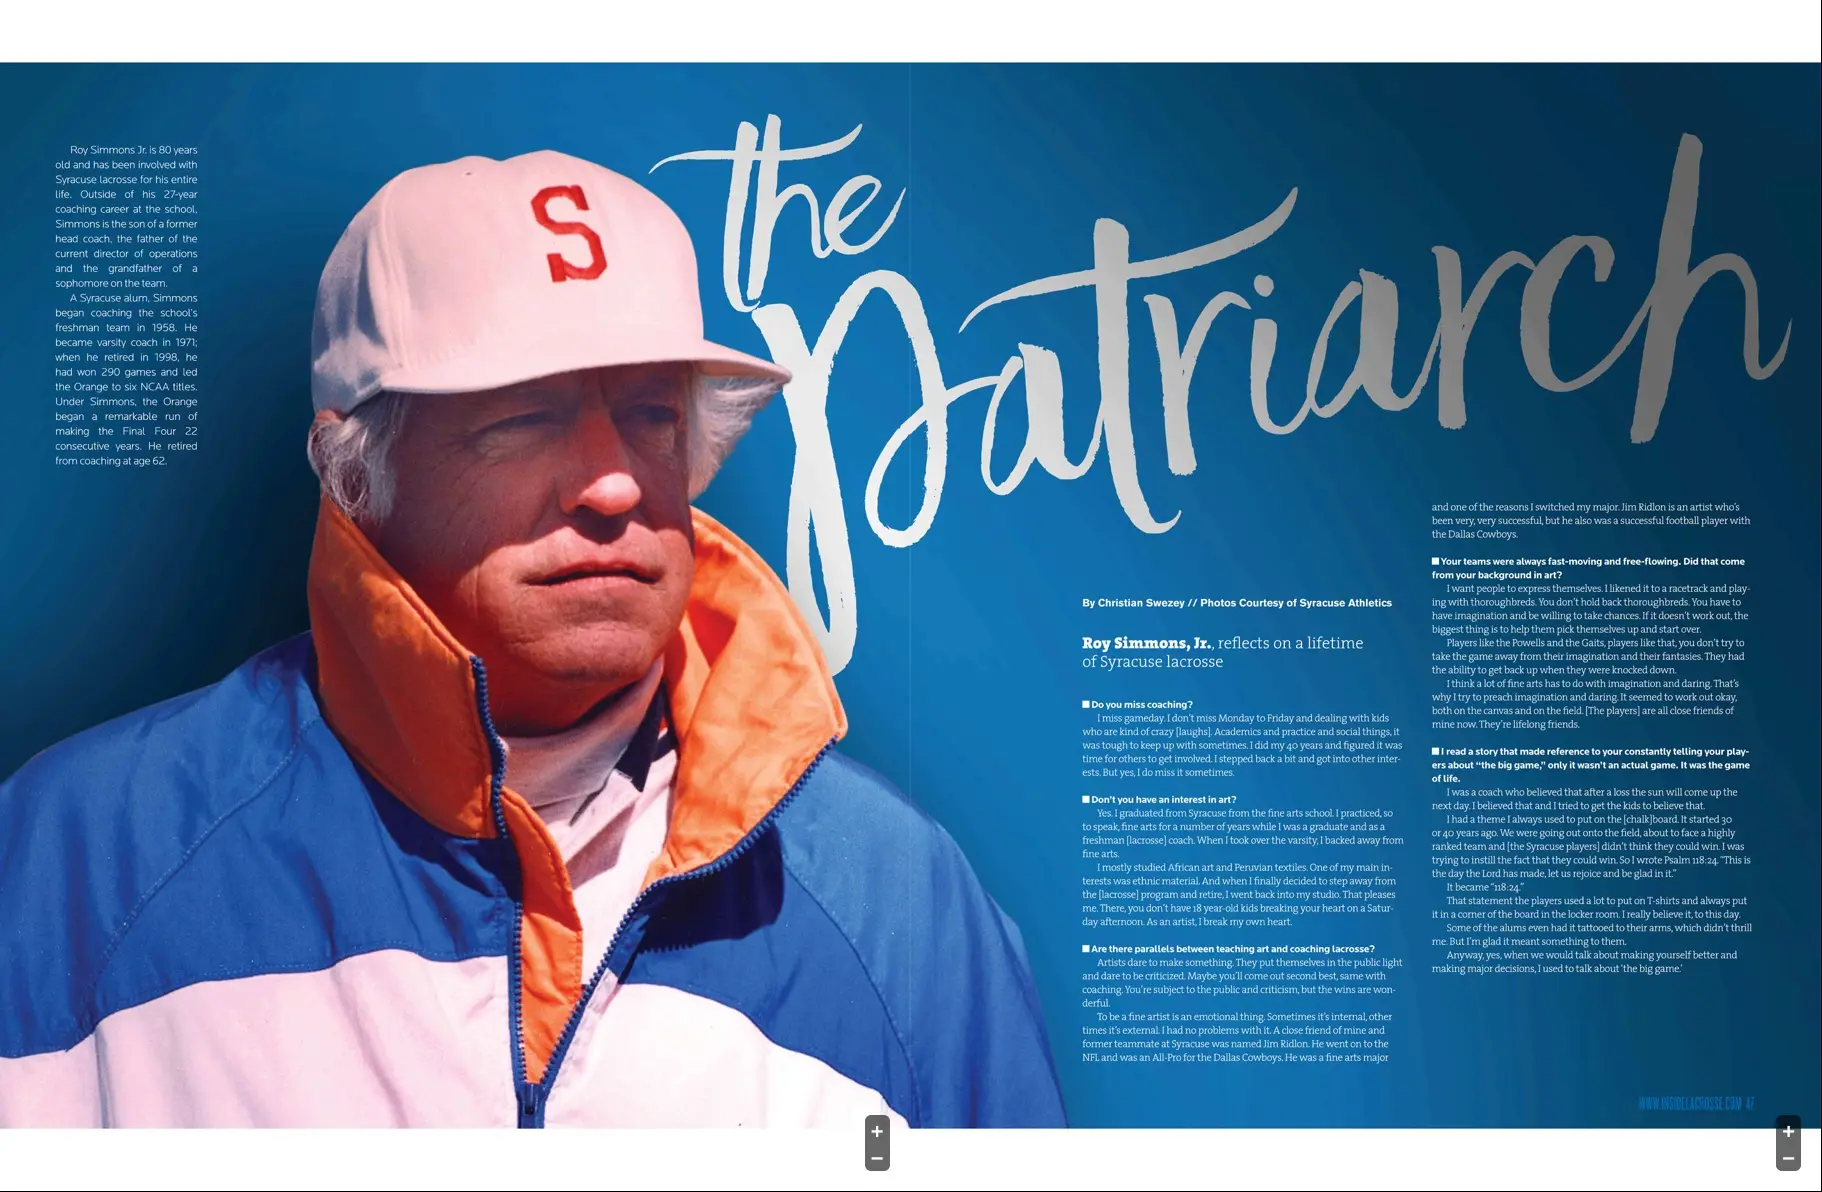 Roy Simmons Jr. is 80 years
old and has been involved with
Syracuse lacrosse for his entire
life. Outside of his 27-year
coaching career at the school,
Simmons is the son of a former
head coach, the father of the
current director of operations
and the grandfather of a
sophomore on the team.
A Syracuse alum, Simmons
began coaching the school's
freshman team in 1958. He
became varsity coach in 1971;
when he retired in 1998, he
had won 290 games and led
the Orange to six NCAA titles.
Under Simmons, the Orange
began a remarkable run of
making the Final Four 22
consecutive years. He retired
from coaching at age 62.
S
the
Patriarch
By Christian Swezey // Photos Courtesy of Syracuse Athletics
Roy Simmons, Jr., reflects on a lifetime
of Syracuse lacrosse
Do you miss coaching?
I miss gameday. I don't miss Monday to Friday and dealing with kids
who are kind of crazy [laughs]. Academics and practice and social things, it
was tough to keep up with sometimes. I did my 40 years and figured it was
time for others to get involved. I stepped back a bit and got into other inter-
ests. But yes, I do miss it sometimes.
Don't you have an interest in art?
Yes. I graduated from Syracuse from the fine arts school. I practiced, so
to speak, fine arts for a number of years while I was a graduate and as a
freshman [lacrosse] coach. When I took over the varsity, I backed away from
fine arts.
I mostly studied African art and Peruvian textiles. One of my main in-
terests was ethnic material. And when I finally decided to step away from
the [lacrosse] program and retire, I went back into my studio. That pleases
me. There, you don't have 18 year-old kids breaking your heart on a Satur-
day afternoon. As an artist, I break my own heart.
Are there parallels between teaching art and coaching lacrosse?
Artists dare to make something. They put themselves in the public light
and dare to be criticized. Maybe you'll come out second best, same with
coaching. You're subject to the public and criticism, but the wins are won-
derful.
To be a fine artist is an emotional thing. Sometimes it's internal, other
times it's external. I had no problems with it. A close friend of mine and
former teammate at Syracuse was named Jim Ridlon. He went on to the
NFL and was an All-Pro for the Dallas Cowboys. He was a fine arts major
and one of the reasons I switched my major. Jim Ridlon is an artist who's
been very, very successful, but he also was a successful football player with
the Dallas Cowboys.
Your teams were always fast-moving and free-flowing. Did that come
from your background in art?
I want people to express themselves. I likened it to a racetrack and play-
ing with thoroughbreds. You don't hold back thoroughbreds. You have to
have imagination and be willing to take chances. If it doesn't work out, the
biggest thing is to help them pick themselves up and start over.
Players like the Powells and the Gaits, players like that, you don't try to
take the game away from their imagination and their fantasies. They had
the ability to get back up when they were knocked down.
I think a lot of fine arts has to do with imagination and daring. That's
why I try to preach imagination and daring. It seemed to work out okay,
both on the canvas and on the field. [The players] are all close friends of
mine now. They're lifelong friends.
I read a story that made reference to your constantly telling your play-
ers about “the big game,” only it wasn't an actual game. It was the game
of life.
I was a coach who believed that after a loss the sun will come up the
next day. I believed that and I tried to get the kids to believe that.
I had a theme I always used to put on the [chalk]board. It started 30
or 40 years ago. We were going out onto the field, about to face a highly
ranked team and [the Syracuse players] didn't think they could win. I was
trying to instill the fact that they could win. So I wrote Psalm 118:24. “This is
the day the Lord has made, let us rejoice and be glad in it.”
It became “118:24.”
That statement the players used a lot to put on T-shirts and always put
it in a corner of the board in the locker room. I really believe it, to this day.
Some of the alums even had it tattooed to their arms, which didn't thrill
me. But I'm glad it meant something to them.
Anyway, yes, when we would talk about making yourself better and
making major decisions, I used to talk about ‘the big game.’
WWW.INSIDELACROSSE.COM 47